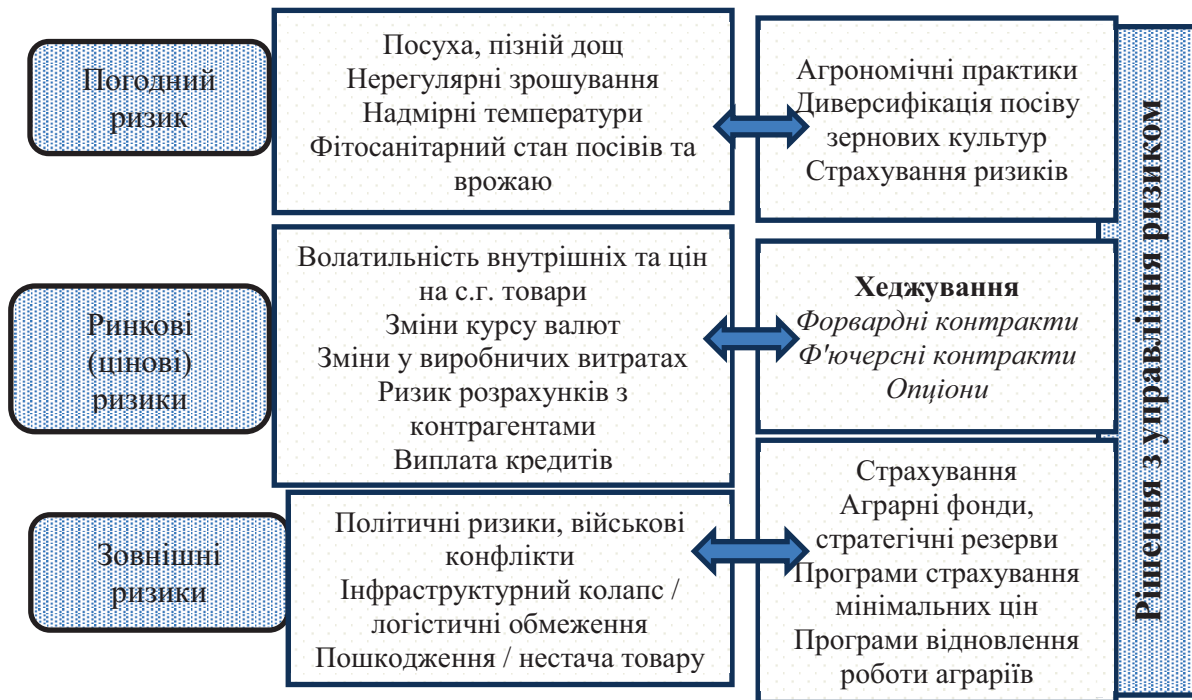 Погодний
ризик
Посуха, пізній дощ
Нерегулярні зрошування
Надмірні температури
Фітосанітарний стан посівів та
врожаю
Агрономічні практики
Диверсифікація посіву
зернових культур
Страхування ризиків
Ринкові
(цінові)
ризики
Волатильність внутрішніх та цін
на с.г. товари
Зміни курсу валют
Зміни у виробничих витратах
Ризик розрахунків з
контрагентами
Виплата кредитів
Хеджування
Форвардні контракти
Ф'ючерсні контракти
Опціони
Зовнішні
ризики
Політичні ризики, військові
конфлікти
Інфраструктурний колапс /
логістичні обмеження
Пошкодження / нестача товару
Страхування
Аграрні фонди,
стратегічні резерви
Програми страхування
мінімальних цін
Програми відновлення
роботи аграріїв
Рішення з управління ризиком